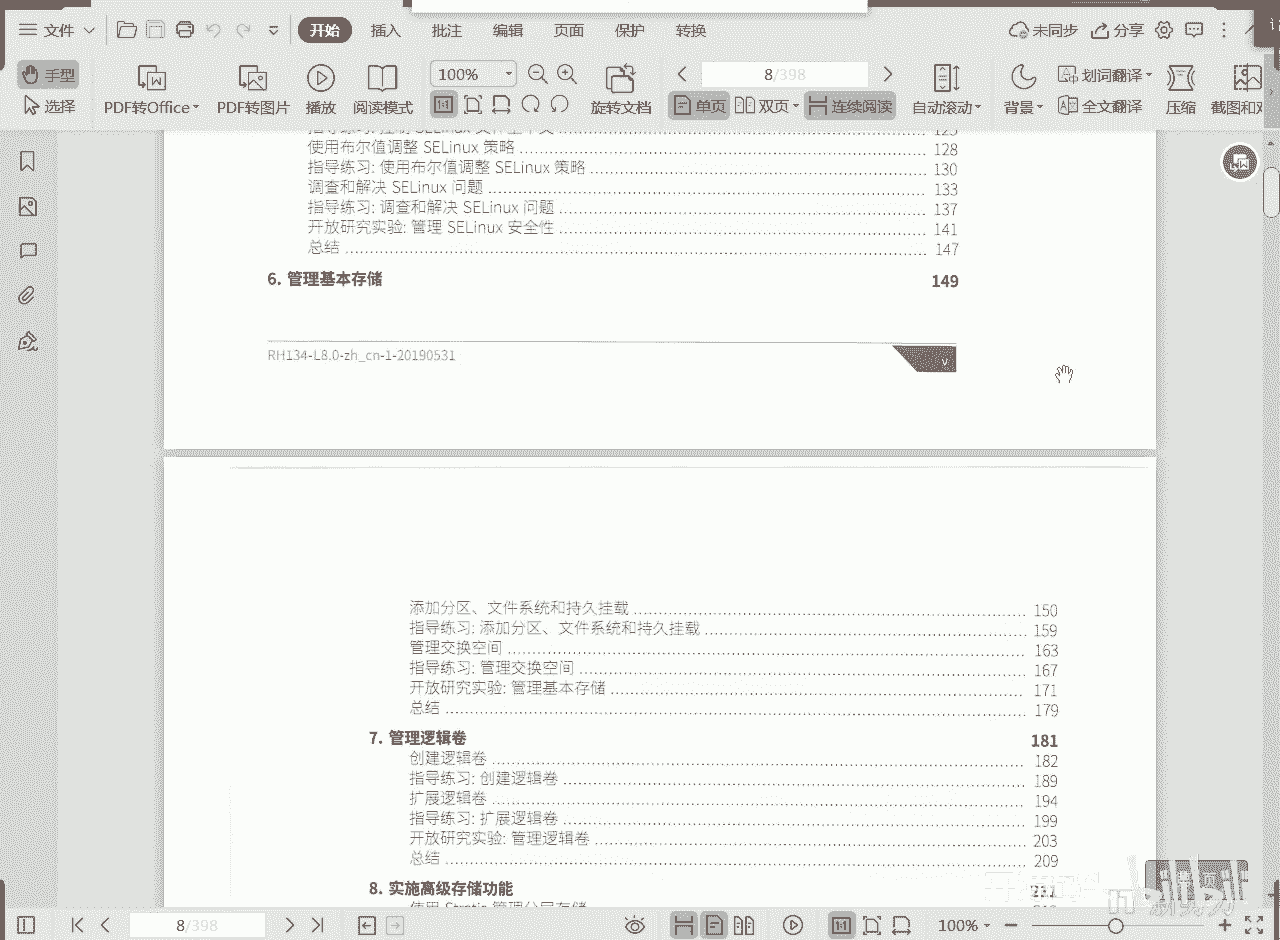 文件
开始 插入 批注 编辑 页面 保护 转换
未同步 分享
手型
选择
PDF转Office
PDF转图片
播放
阅读模式
100%
旋转文档
8/398
单页 双页 连续阅读
自动滚动
背景
划词翻译
全文翻译
压缩
使用布尔值调整 SELinux 策略 128
指导练习: 使用布尔值调整 SELinux 策略 130
调查和解决 SELinux 问题 133
指导练习: 调查和解决 SELinux 问题 137
开放研究实验: 管理 SELinux 安全性 141
总结 147
6. 管理基本存储 149
RH134-L8.0-zh_cn-1-20190531 v
添加分区、文件系统和持久挂载 150
指导练习: 添加分区、文件系统和持久挂载 159
管理交换空间 163
指导练习: 管理交换空间 167
开放研究实验: 管理基本存储 171
总结 179
7. 管理逻辑卷 181
创建逻辑卷 182
指导练习: 创建逻辑卷 189
扩展逻辑卷 194
指导练习: 扩展逻辑卷 199
开放研究实验: 管理逻辑卷 203
总结 209
8. 实施高级存储功能
8/398
100%